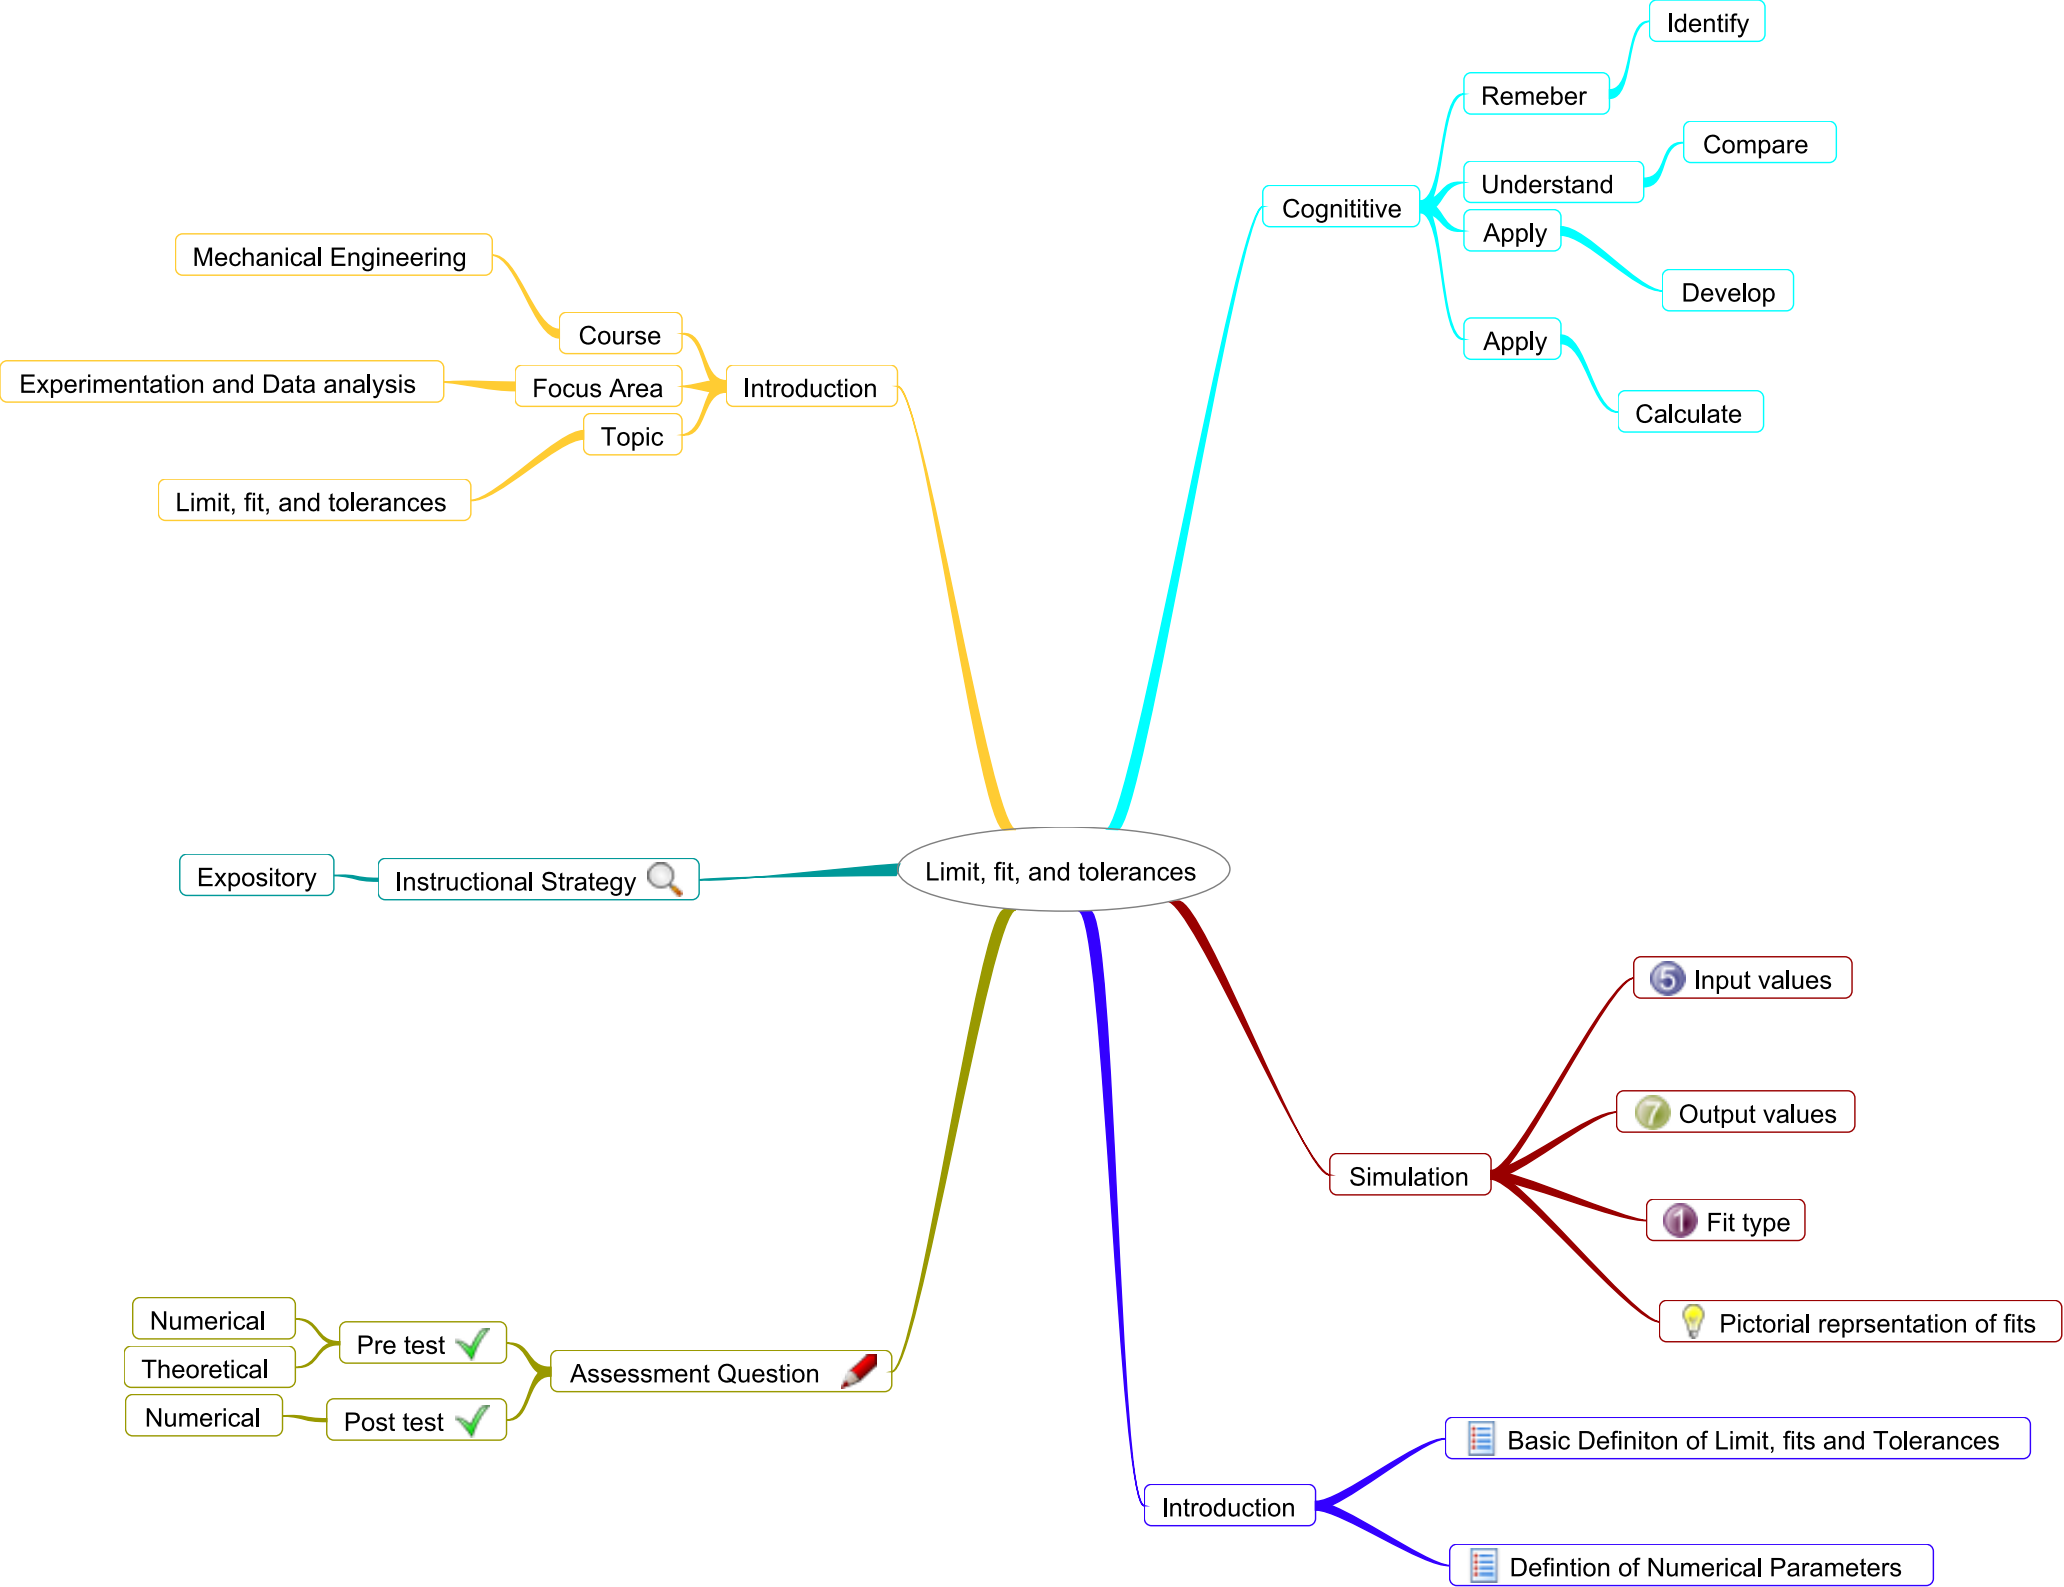 Identify
Remeber
Compare
Understand
Cognititive
Apply
Develop
Apply
Calculate
Mechanical Engineering
Course
Experimentation and Data analysis
Focus Area
Introduction
Topic
Limit, fit, and tolerances
Limit, fit, and tolerances
Expository
Instructional Strategy
5 Input values
7 Output values
Simulation
1 Fit type
Pictorial reprsentation of fits
Numerical
Pre test
Theoretical
Assessment Question
Numerical
Post test
Basic Definiton of Limit, fits and Tolerances
Introduction
Defintion of Numerical Parameters